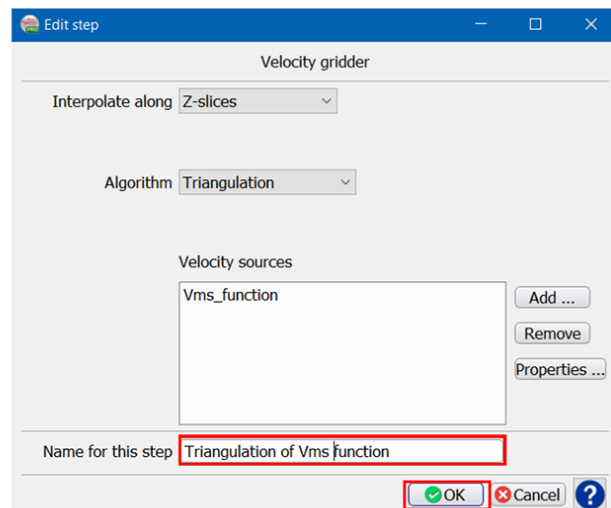 Edit step
Velocity gridder
Interpolate along Z-slices
Algorithm Triangulation
Velocity sources
Vms_function
Add ...
Remove
Properties ...
Name for this step Triangulation of Vms function
OK Cancel ?